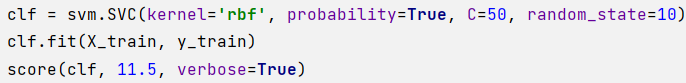 clf = svm.SVC(kernel='rbf', probability=True, C=50, random_state=10)
clf.fit(X_train, y_train)
score(clf, 11.5, verbose=True)